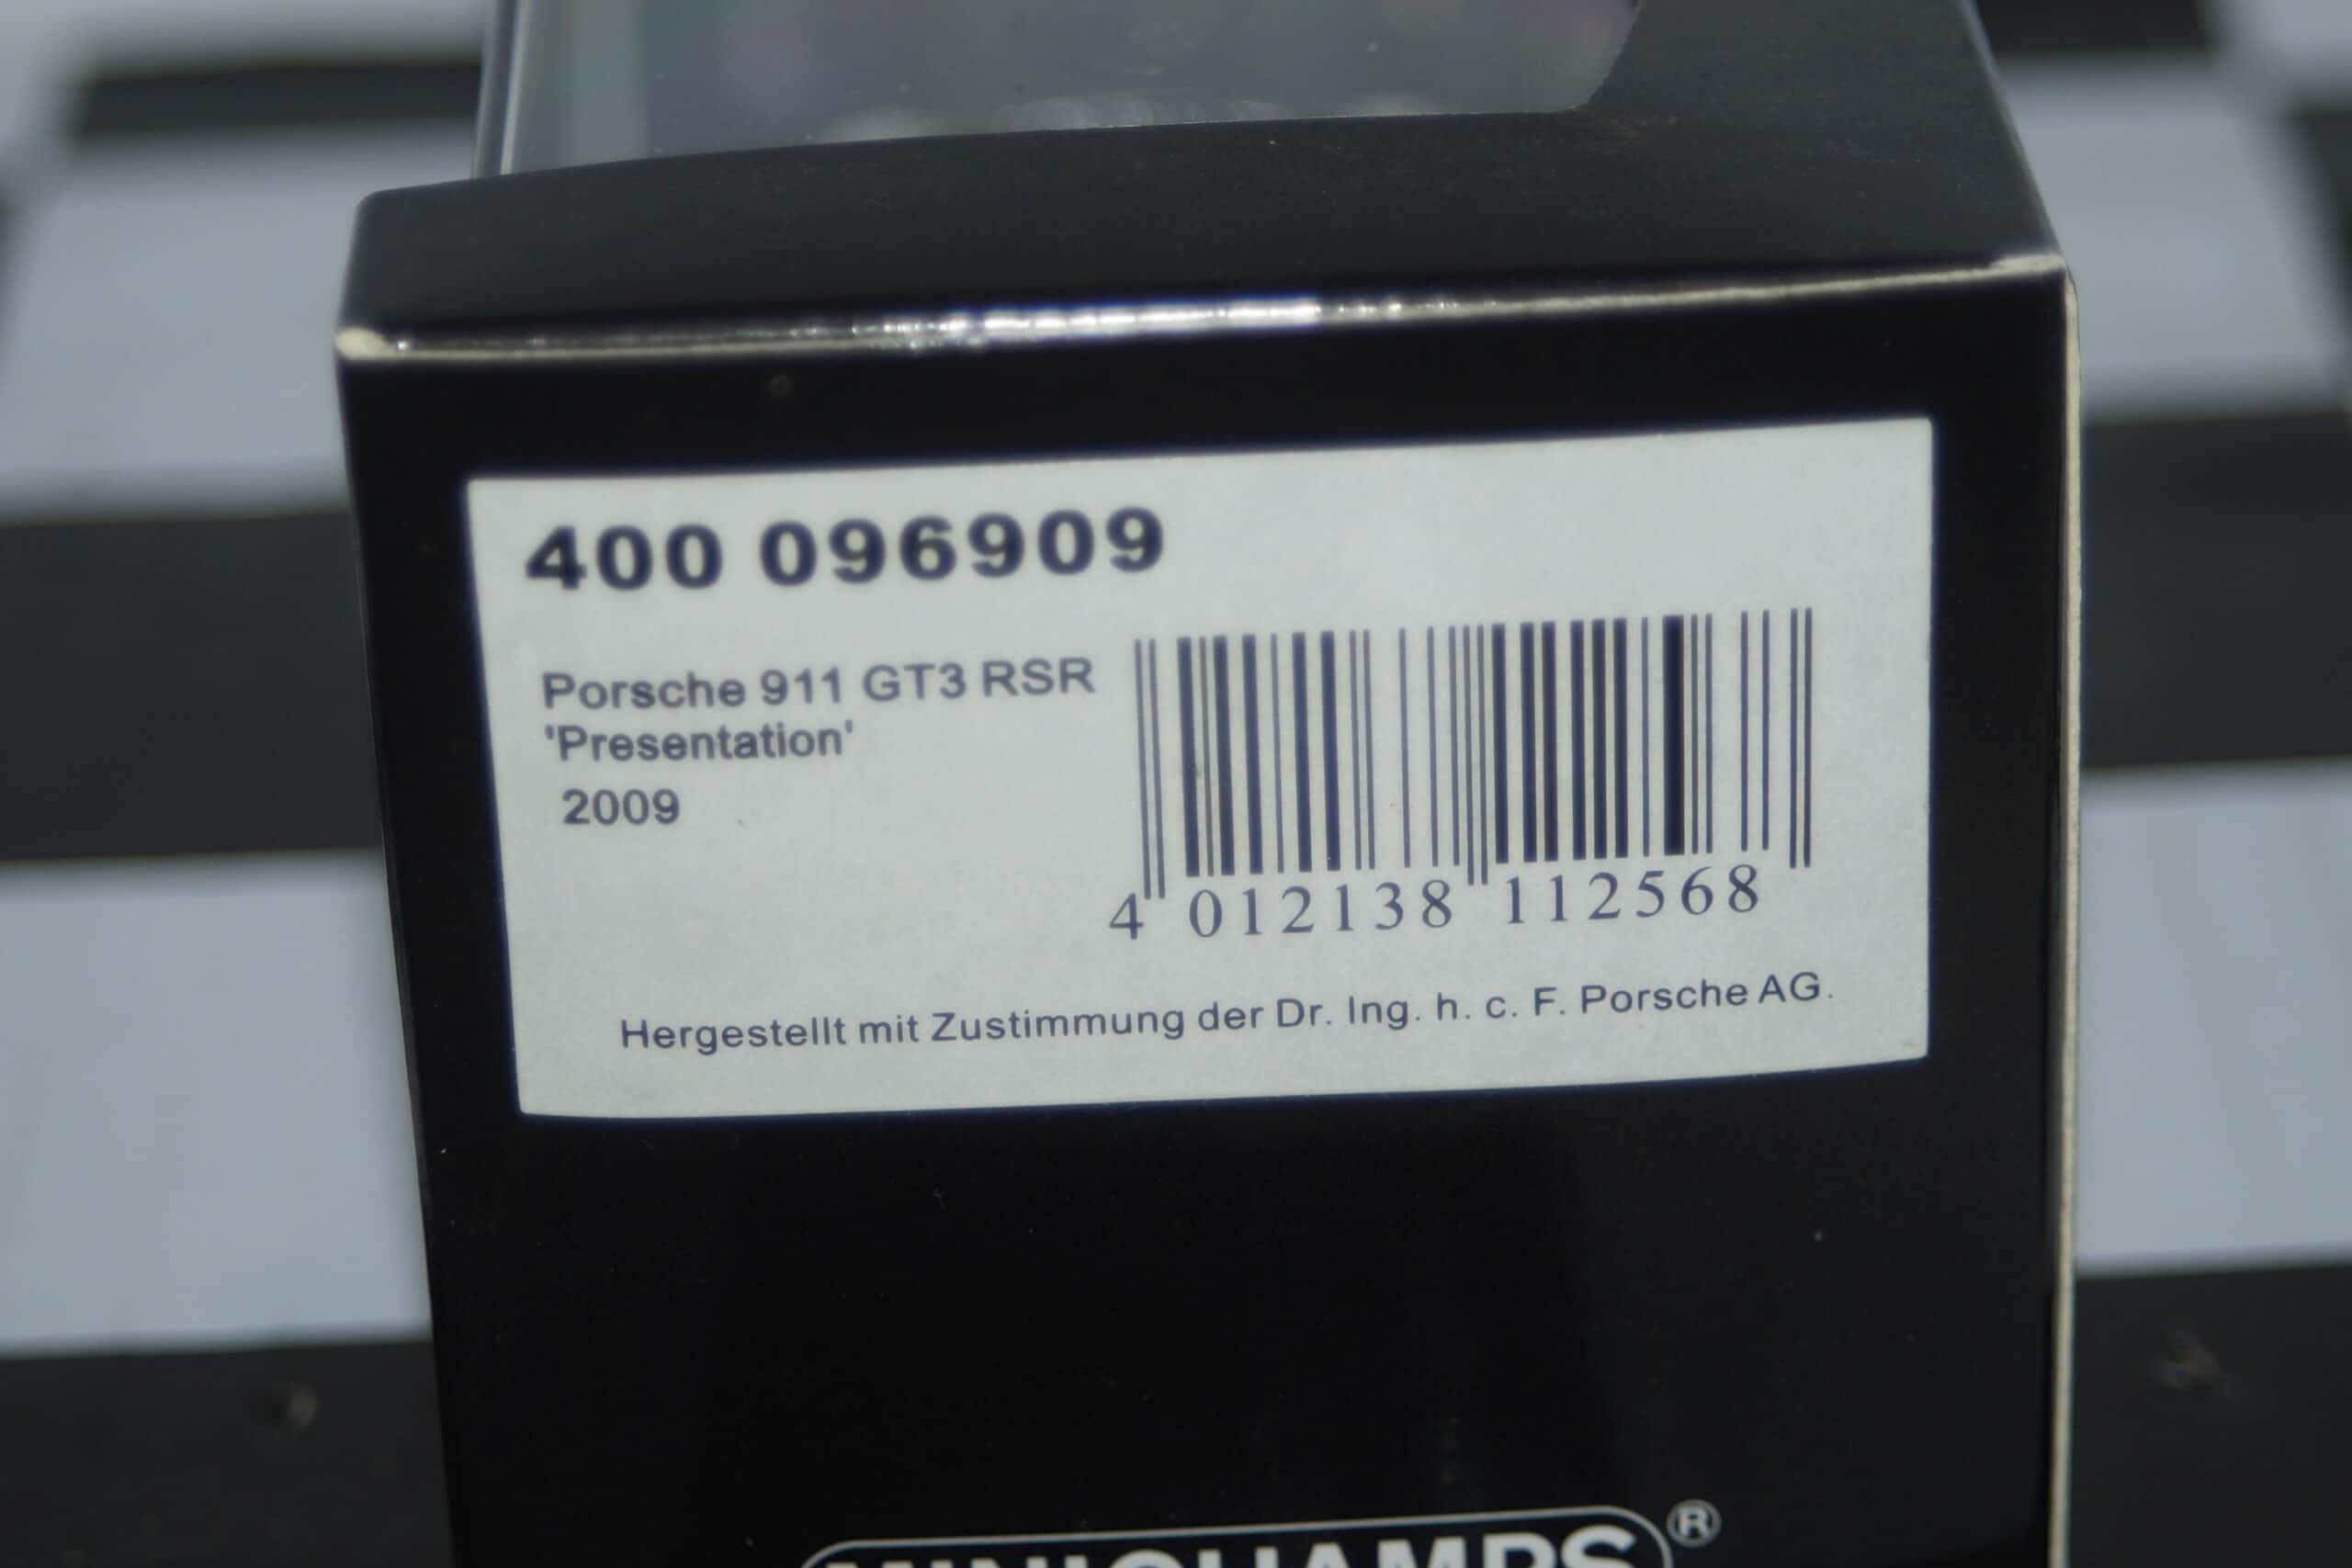 400 096909
Porsche 911 GT3 RSR
'Presentation'
2009
4 012138 112568
Hergestellt mit Zustimmung der Dr. Ing. h. c. F. Porsche AG.
MINICHAMPS®